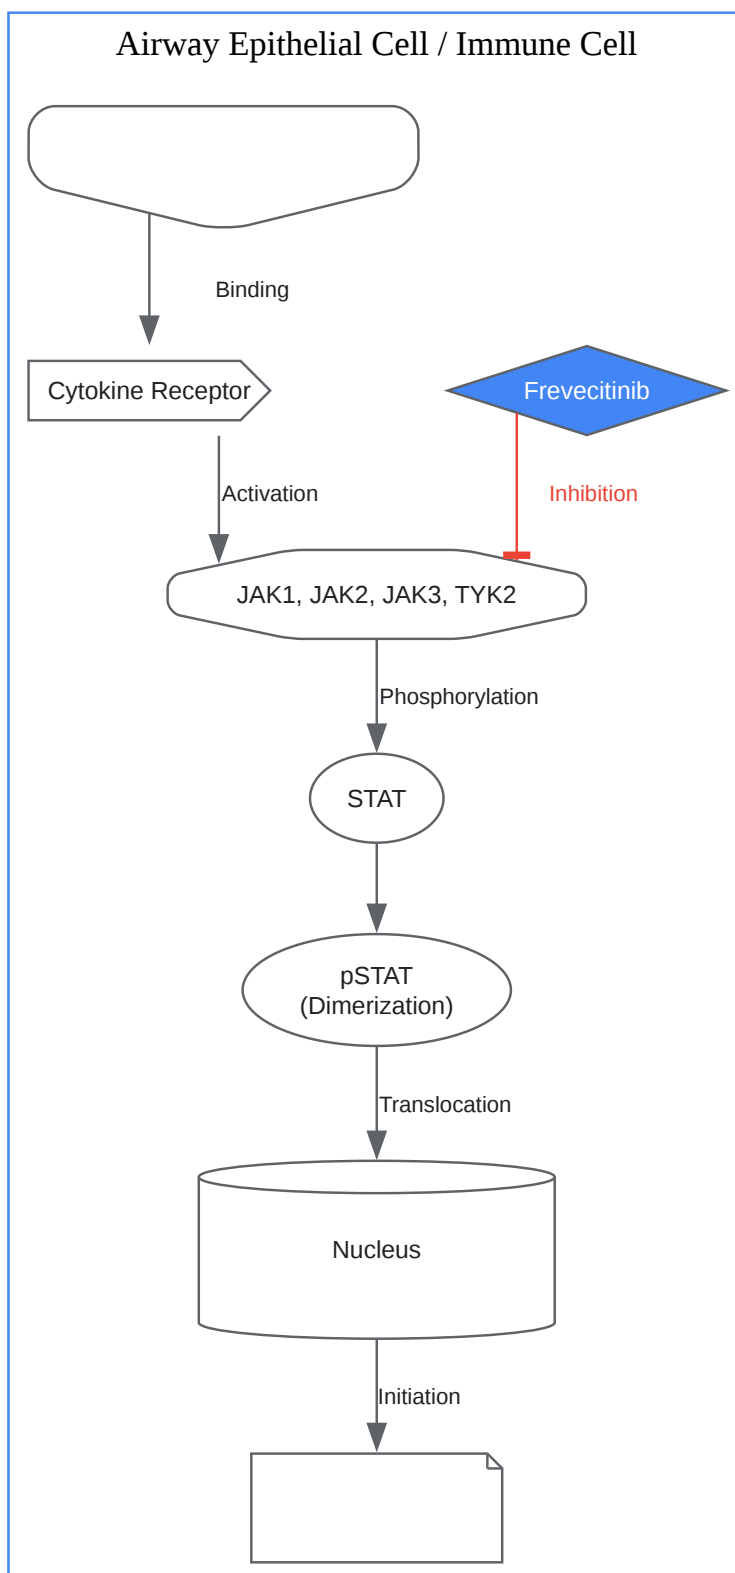 Airway Epithelial Cell / Immune Cell
Binding
Cytokine Receptor
Frevecitinib
Activation
Inhibition
JAK1, JAK2, JAK3, TYK2
Phosphorylation
STAT
pSTAT
(Dimerization)
Translocation
Nucleus
Initiation